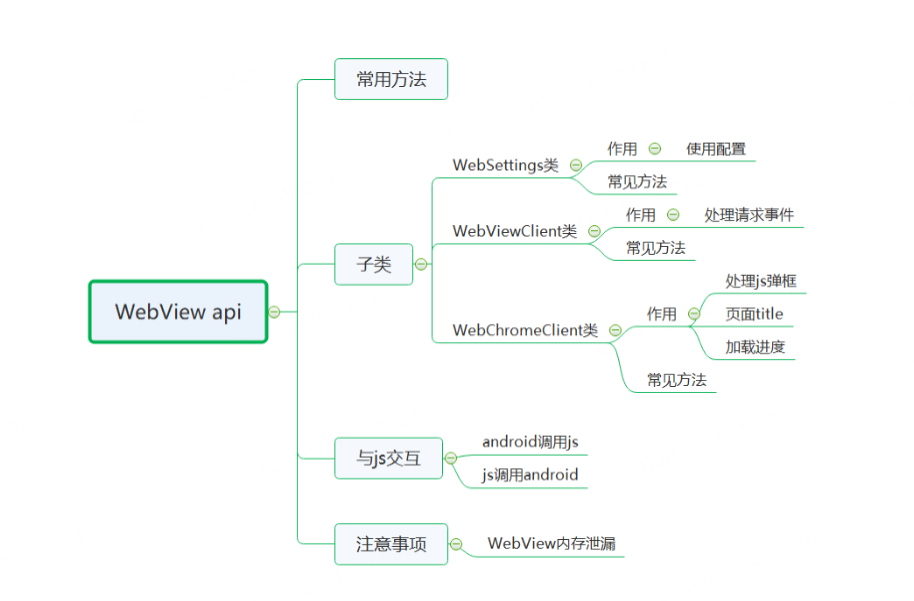 WebView api
常用方法
子类
WebSettings类
作用
使用配置
常见方法
WebViewClient类
作用
处理请求事件
常见方法
WebChromeClient类
作用
处理js弹框
页面title
加载进度
常见方法
与js交互
android调用js
js调用android
注意事项
WebView内存泄漏